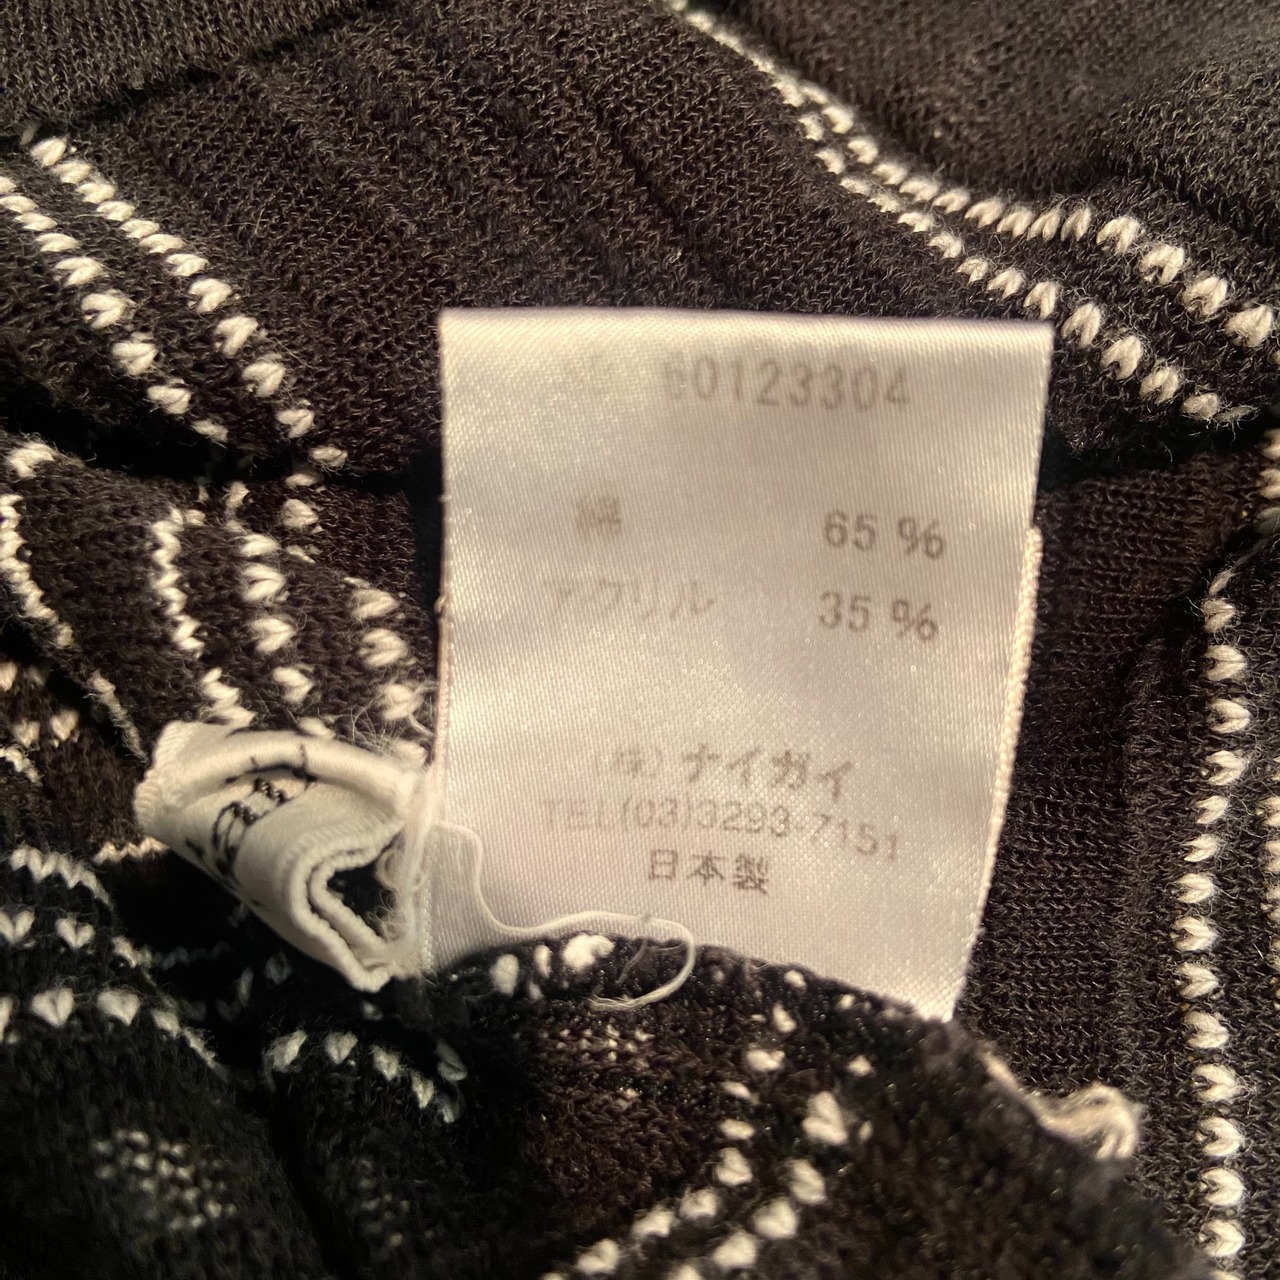 0123304
綿 65 %
アクリル 35 %
(株)ナイガイ
TEL(03)3293-7151
日本製